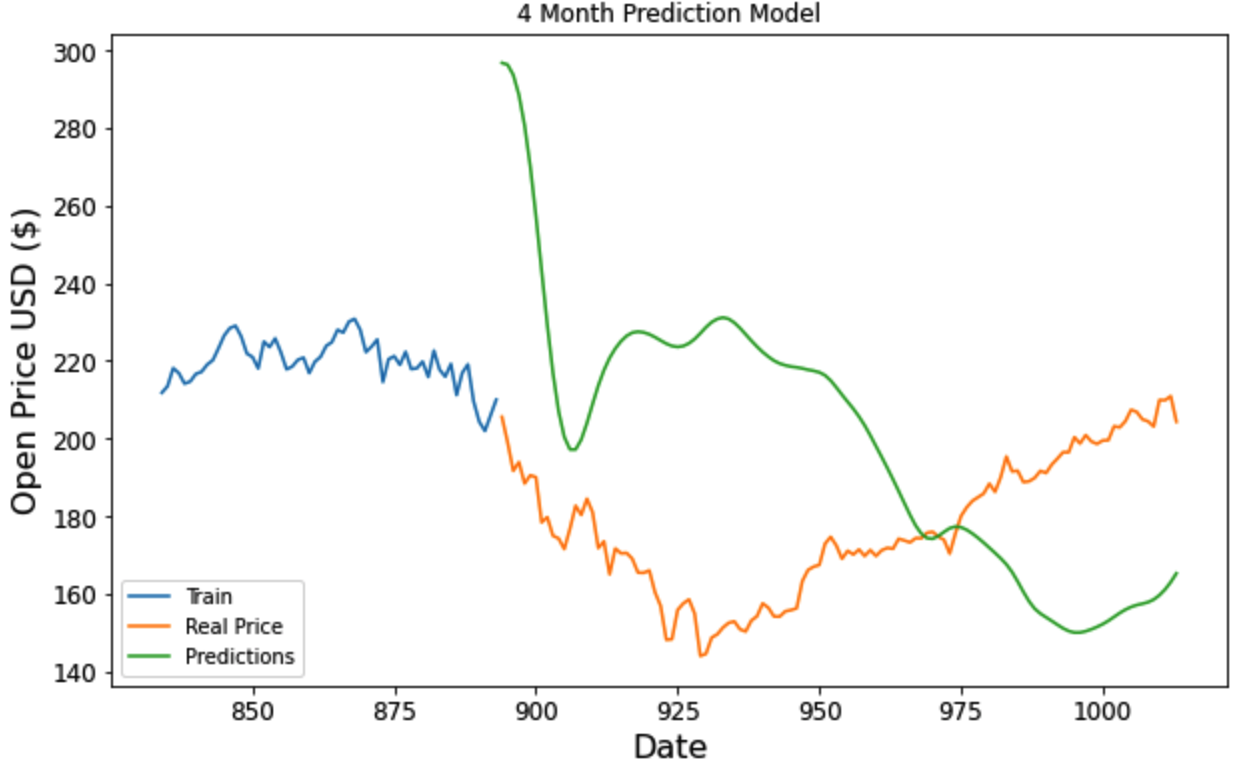 4 Month Prediction Model
Open Price USD ($)
300
280
260
240
220
200
180
160
140
Train
Real Price
Predictions
850 875 900 925 950 975 1000
Date